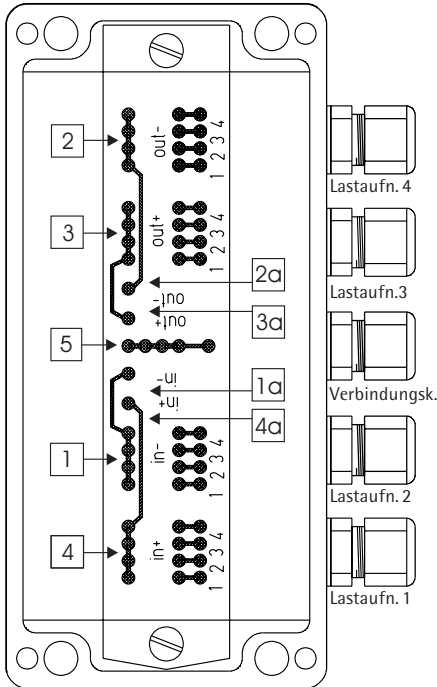 2
out-
1 2 3 4
Lastaufn. 4
3
out+
1 2 3 4
Lastaufn.3
2a
out-
3a
out+
5
Verbindungsk.
in-
1a
in+
4a
1
in-
1 2 3 4
Lastaufn. 2
4
in+
1 2 3 4
Lastaufn. 1